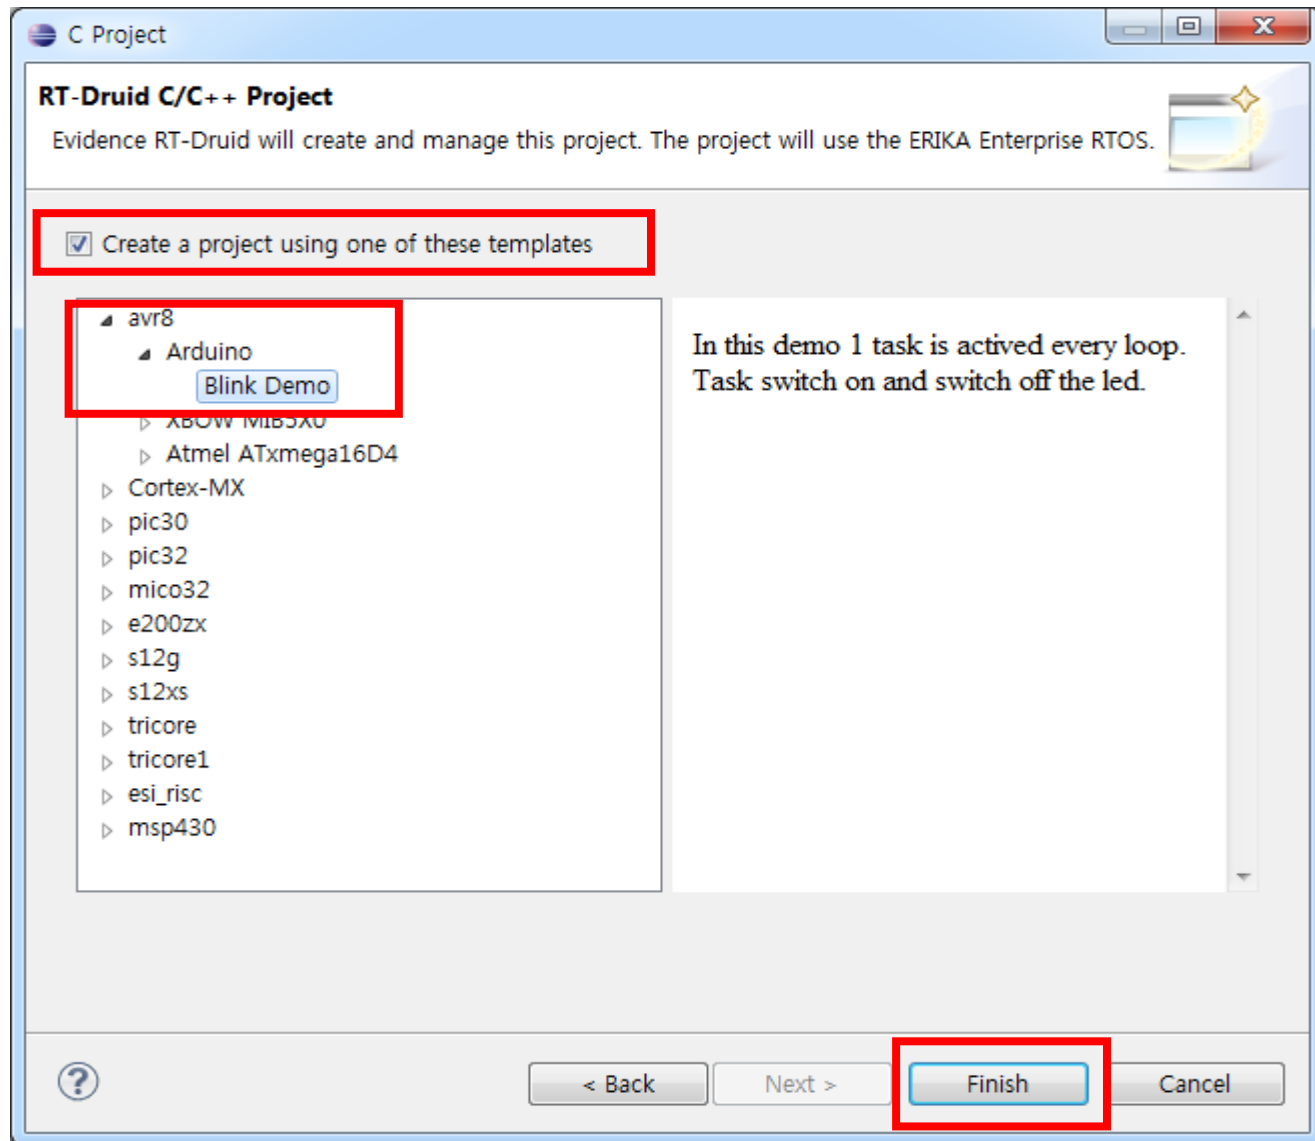 C Project
RT-Druid C/C++ Project
Evidence RT-Druid will create and manage this project. The project will use the ERIKA Enterprise RTOS.
Create a project using one of these templates
avr8
Arduino
Blink Demo
XBOW MIB5X0
Atmel ATxmega16D4
Cortex-MX
pic30
pic32
mico32
e200zx
s12g
s12xs
tricore
tricore1
esi_risc
msp430
In this demo 1 task is actived every loop.
Task switch on and switch off the led.
< Back
Next >
Finish
Cancel